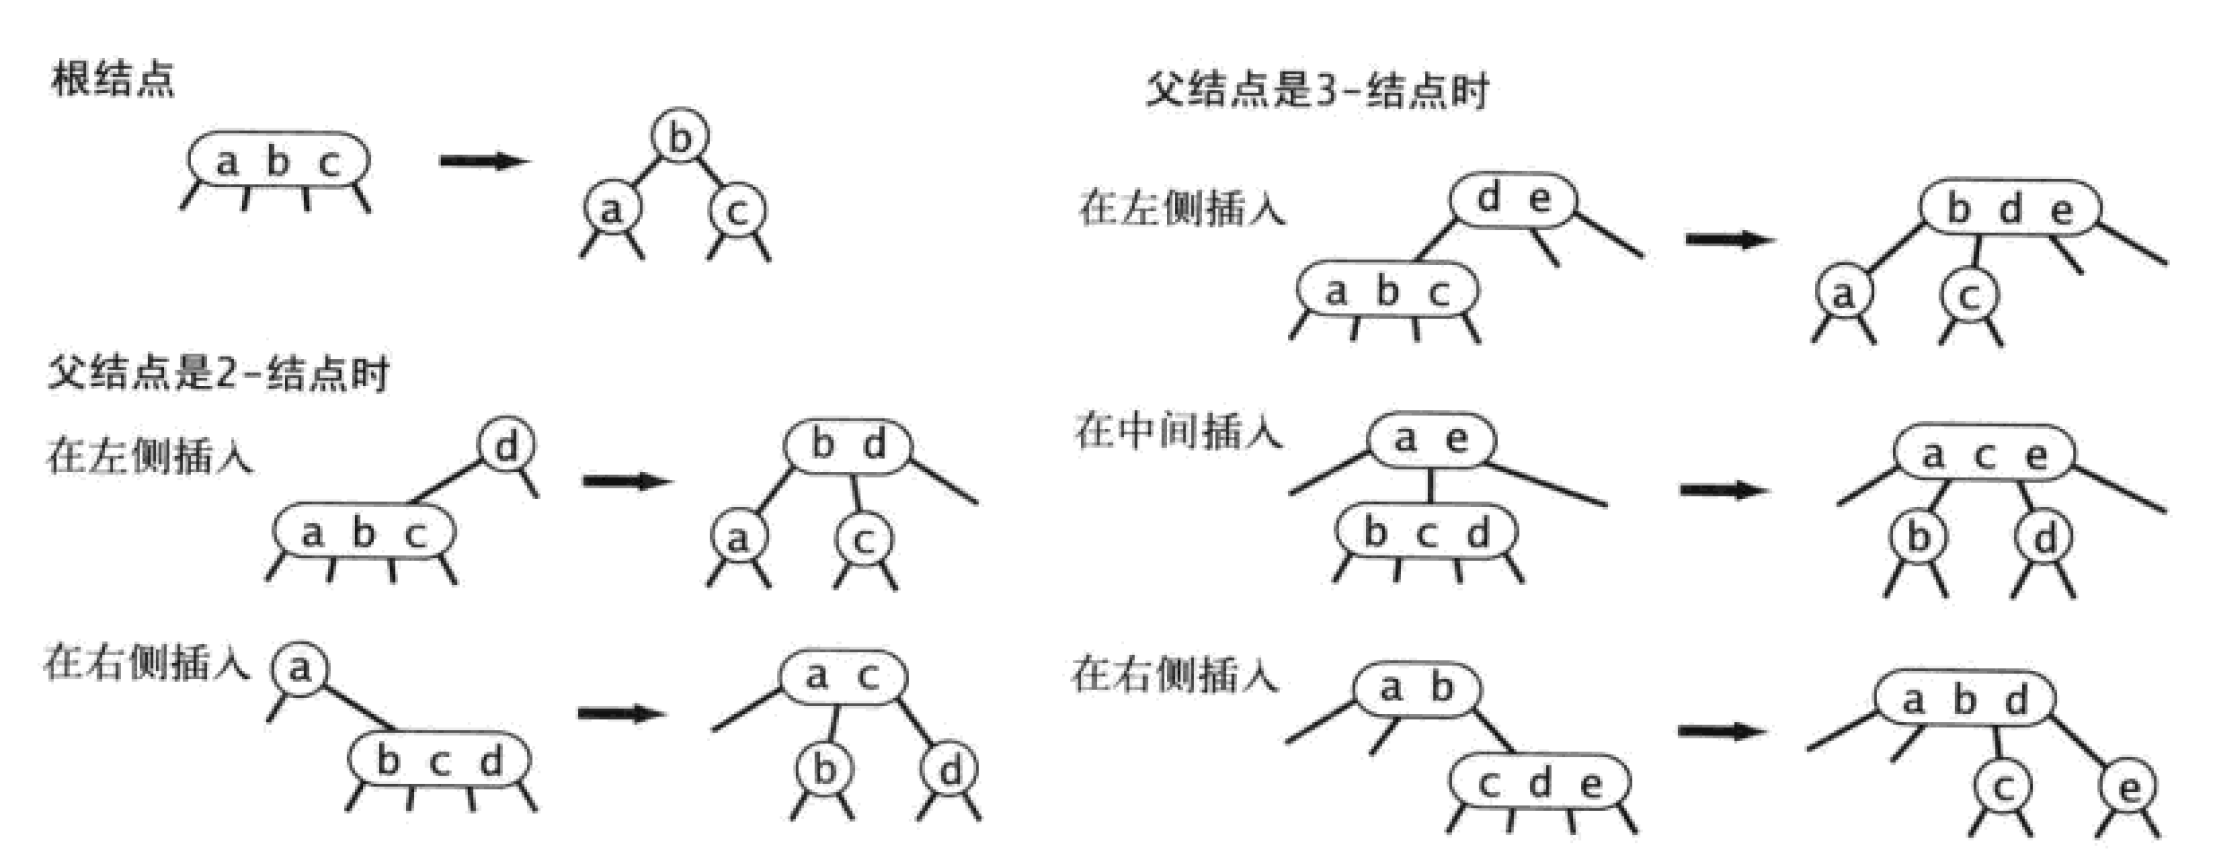 根结点
a b c
b
a
c
父结点是2-结点时
在左侧插入
d
a b c
b d
a
c
在右侧插入
a
b c d
a c
b
d
父结点是3-结点时
在左侧插入
d e
a b c
b d e
a
c
在中间插入
a e
b c d
a c e
b
d
在右侧插入
a b
c d e
a b d
c
e